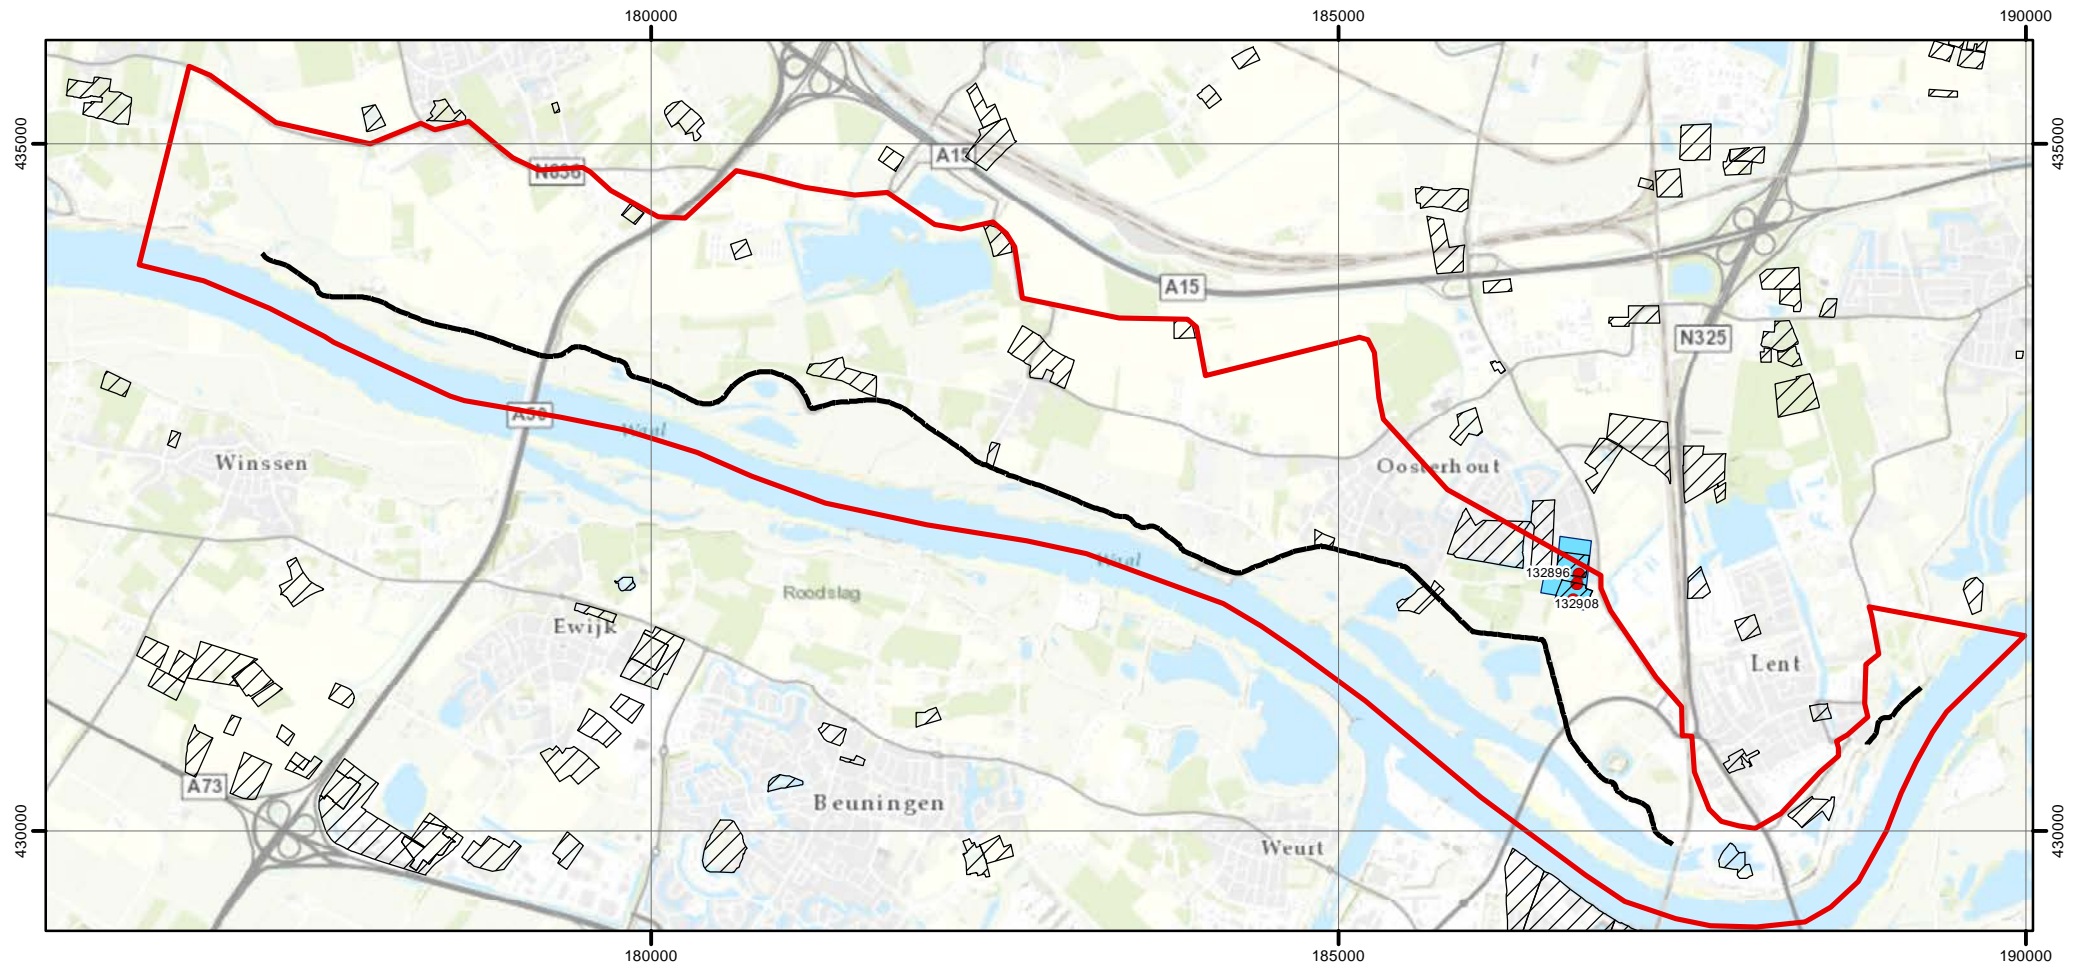 180000
185000
190000
435000
435000
A15
N836
A15
N325
A50
Waal
Winssen
Oosterhout
Waal
132896
Roodslag
132908
Ewijk
Lent
A73
Beuningen
430000
430000
Weurt
180000
185000
190000